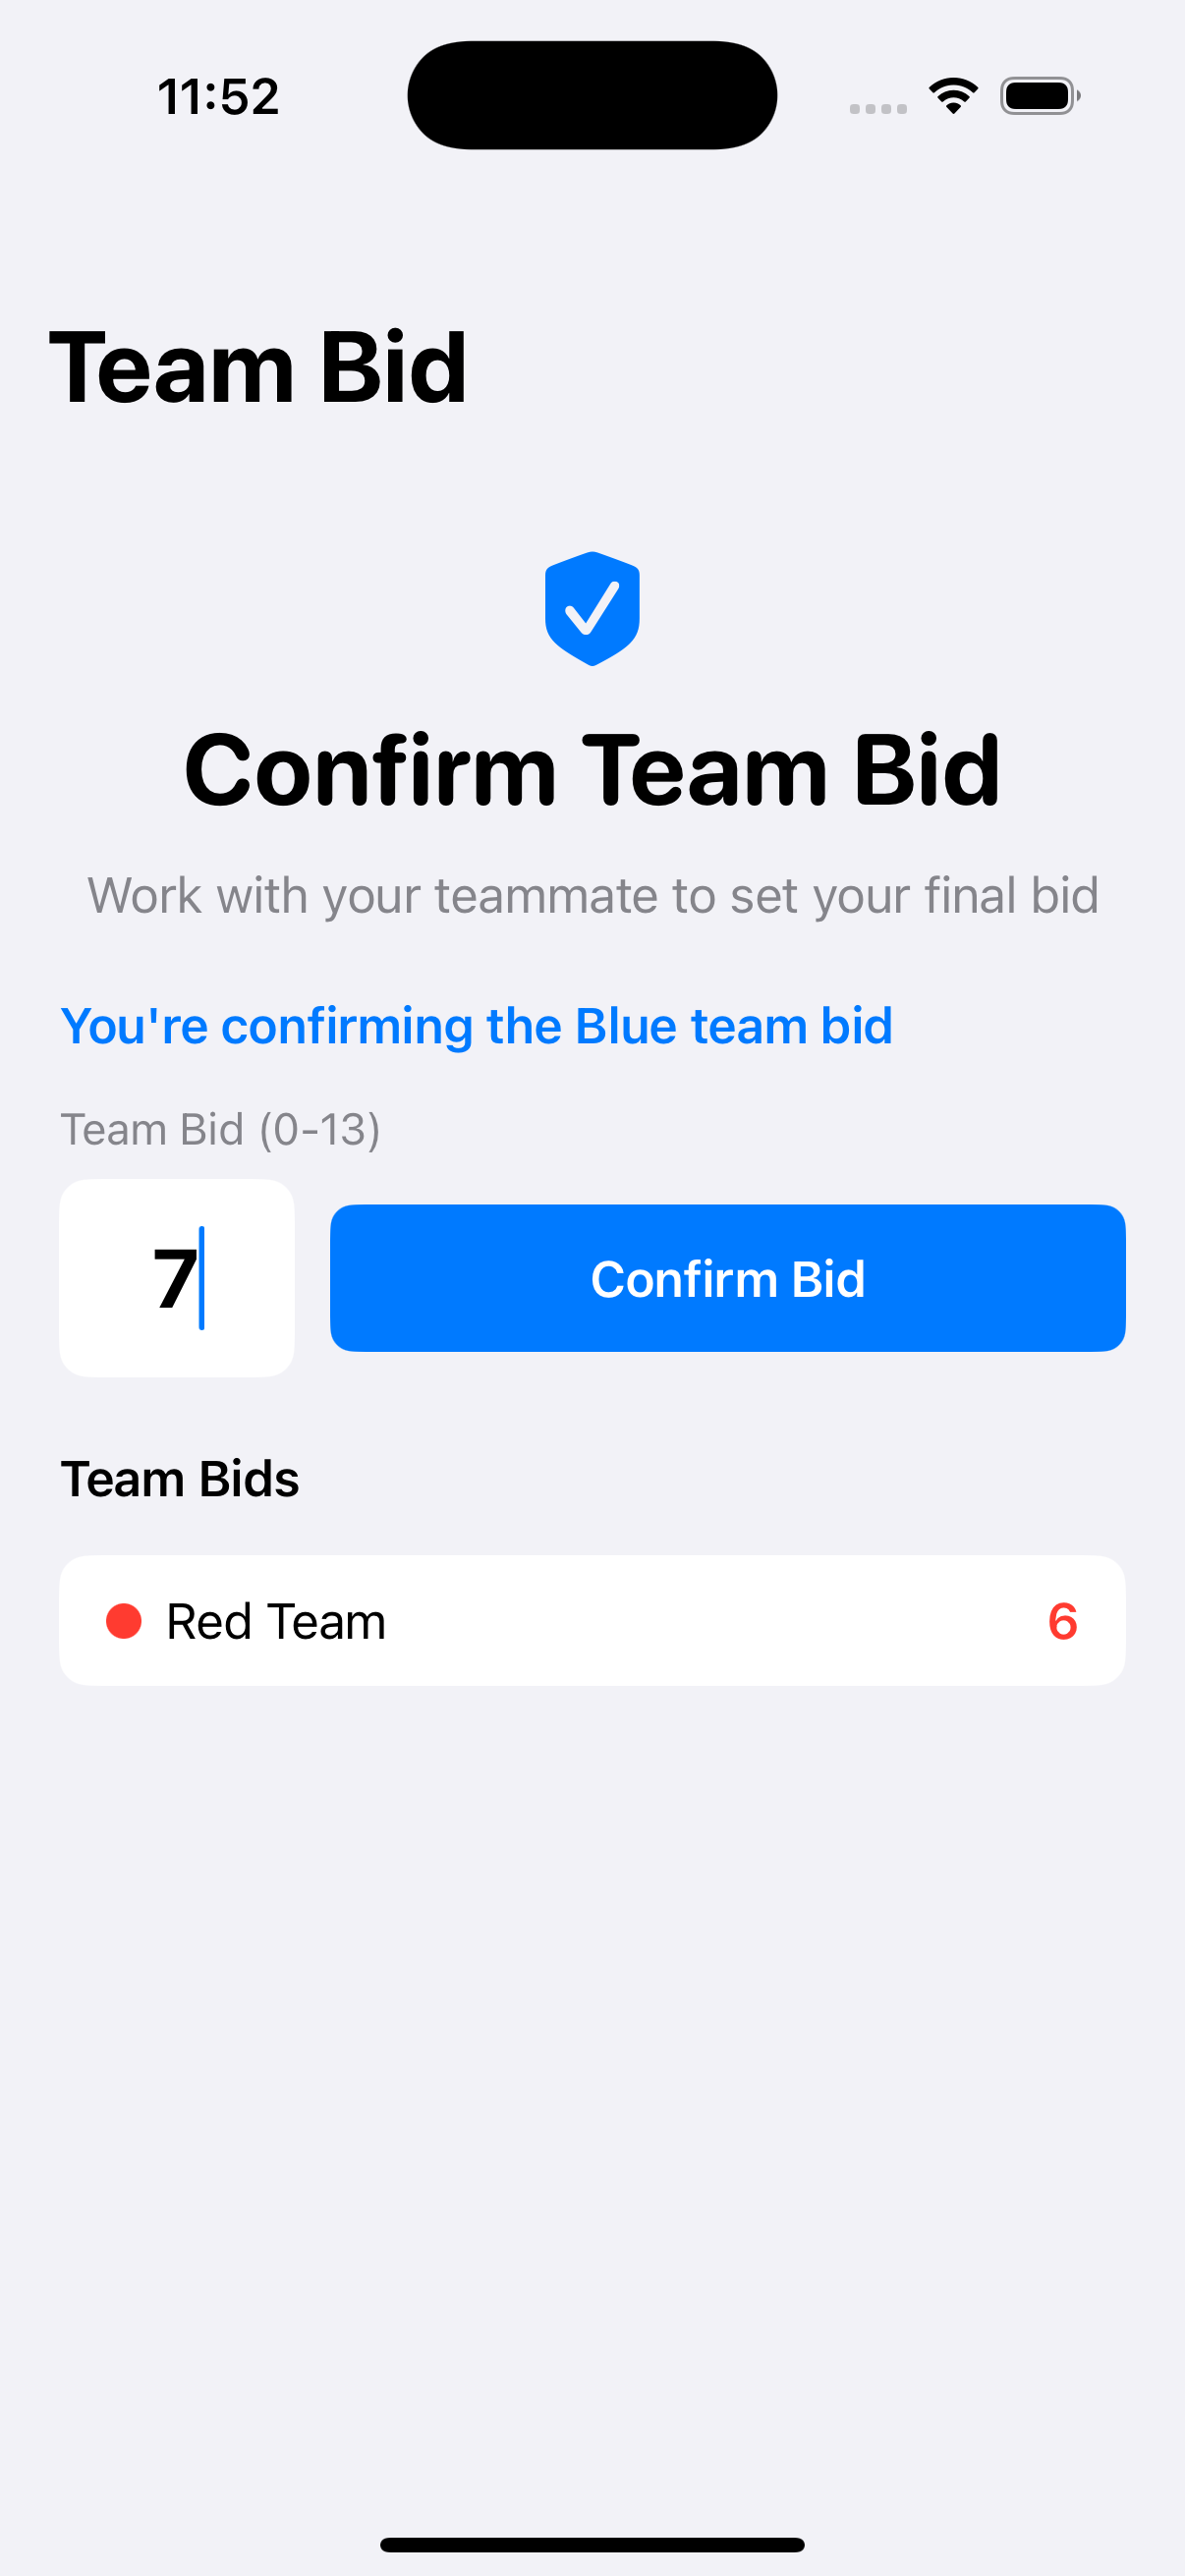 11:52
Team Bid
Confirm Team Bid
Work with your teammate to set your final bid
You're confirming the Blue team bid
Team Bid (0-13)
7
Confirm Bid
Team Bids
Red Team 6